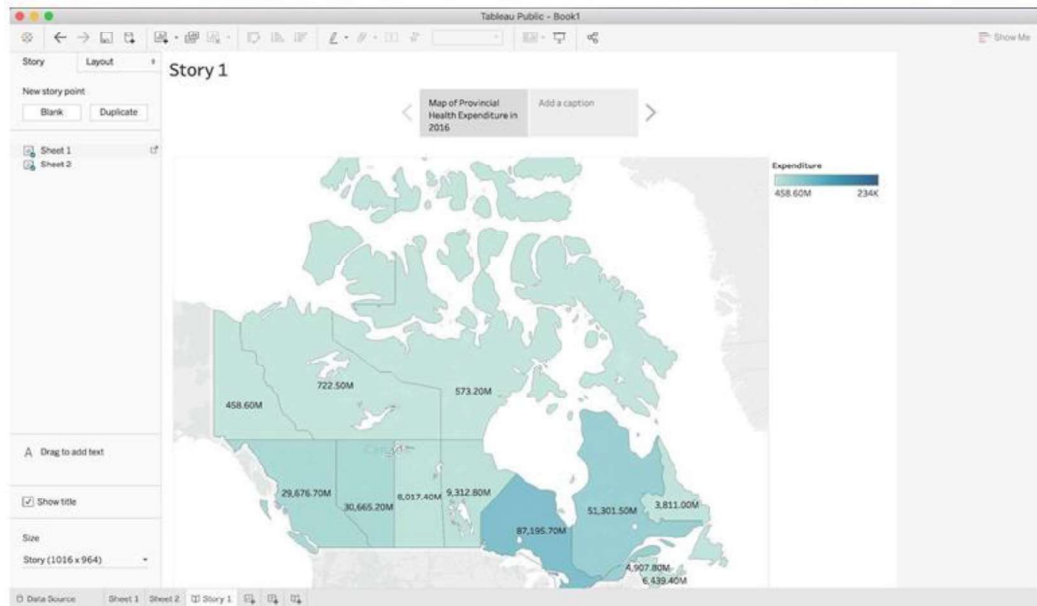 Tableau Public - Book1
Show Me
Story Layout
New story point
Blank Duplicate
Sheet 1
Sheet 2
A Drag to add text
Show title
Size
Story (1016 x 964)
Story 1
Map of Provincial
Health Expenditure in
2016
Add a caption
Expenditure
458.60M 234K
722.50M
573.20M
458.60M
29,676.70M
30,665.20M
8,017.40M
9,312.80M
51,301.50M
3,811.00M
87,195.70M
4,907.80M
6,439.40M
Data Source Sheet 1 Sheet 2 Story 1